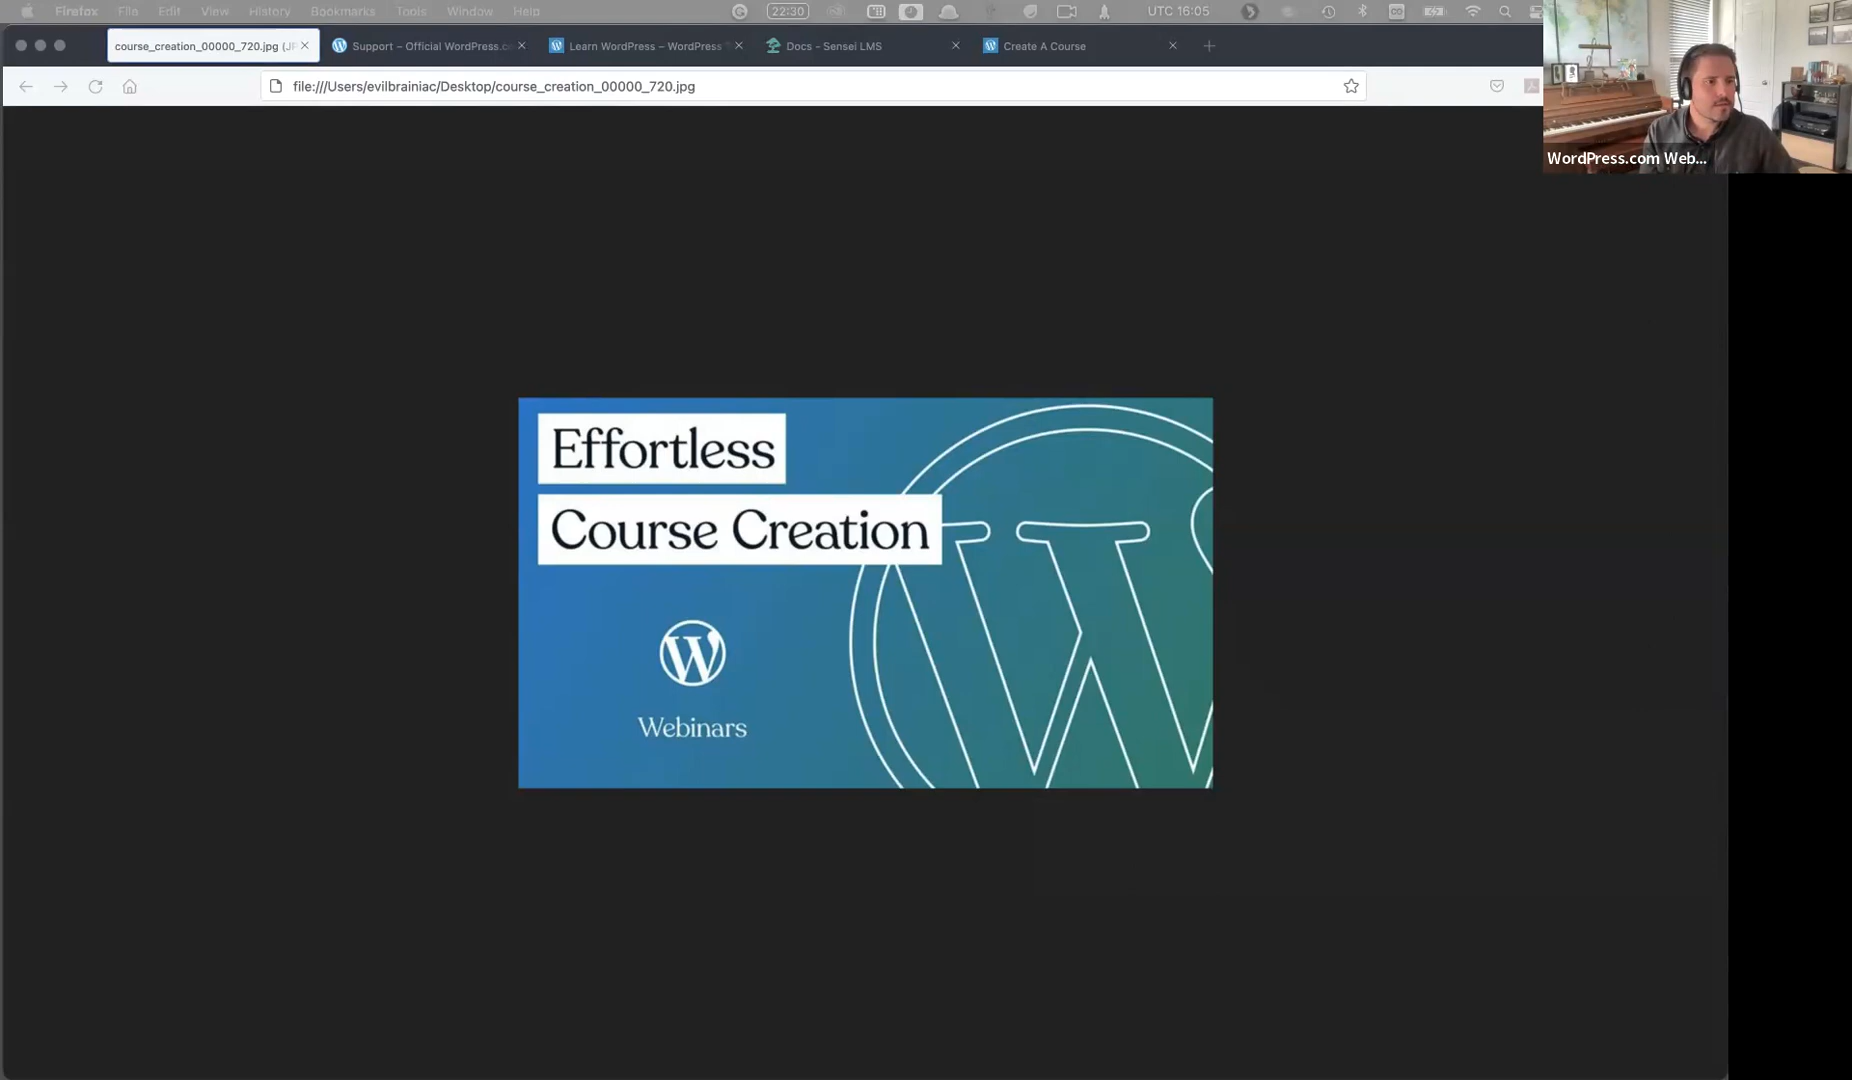 Firefox File Edit View History Bookmarks Tools Window Help 22:30 UTC 16:05
course_creation_00000_720.jpg (JP
Support – Official WordPress.co
Learn WordPress – WordPress
Docs - Sensei LMS
Create A Course
file:///Users/evilbrainiac/Desktop/course_creation_00000_720.jpg
WordPress.com Web...
Effortless
Course Creation
Webinars